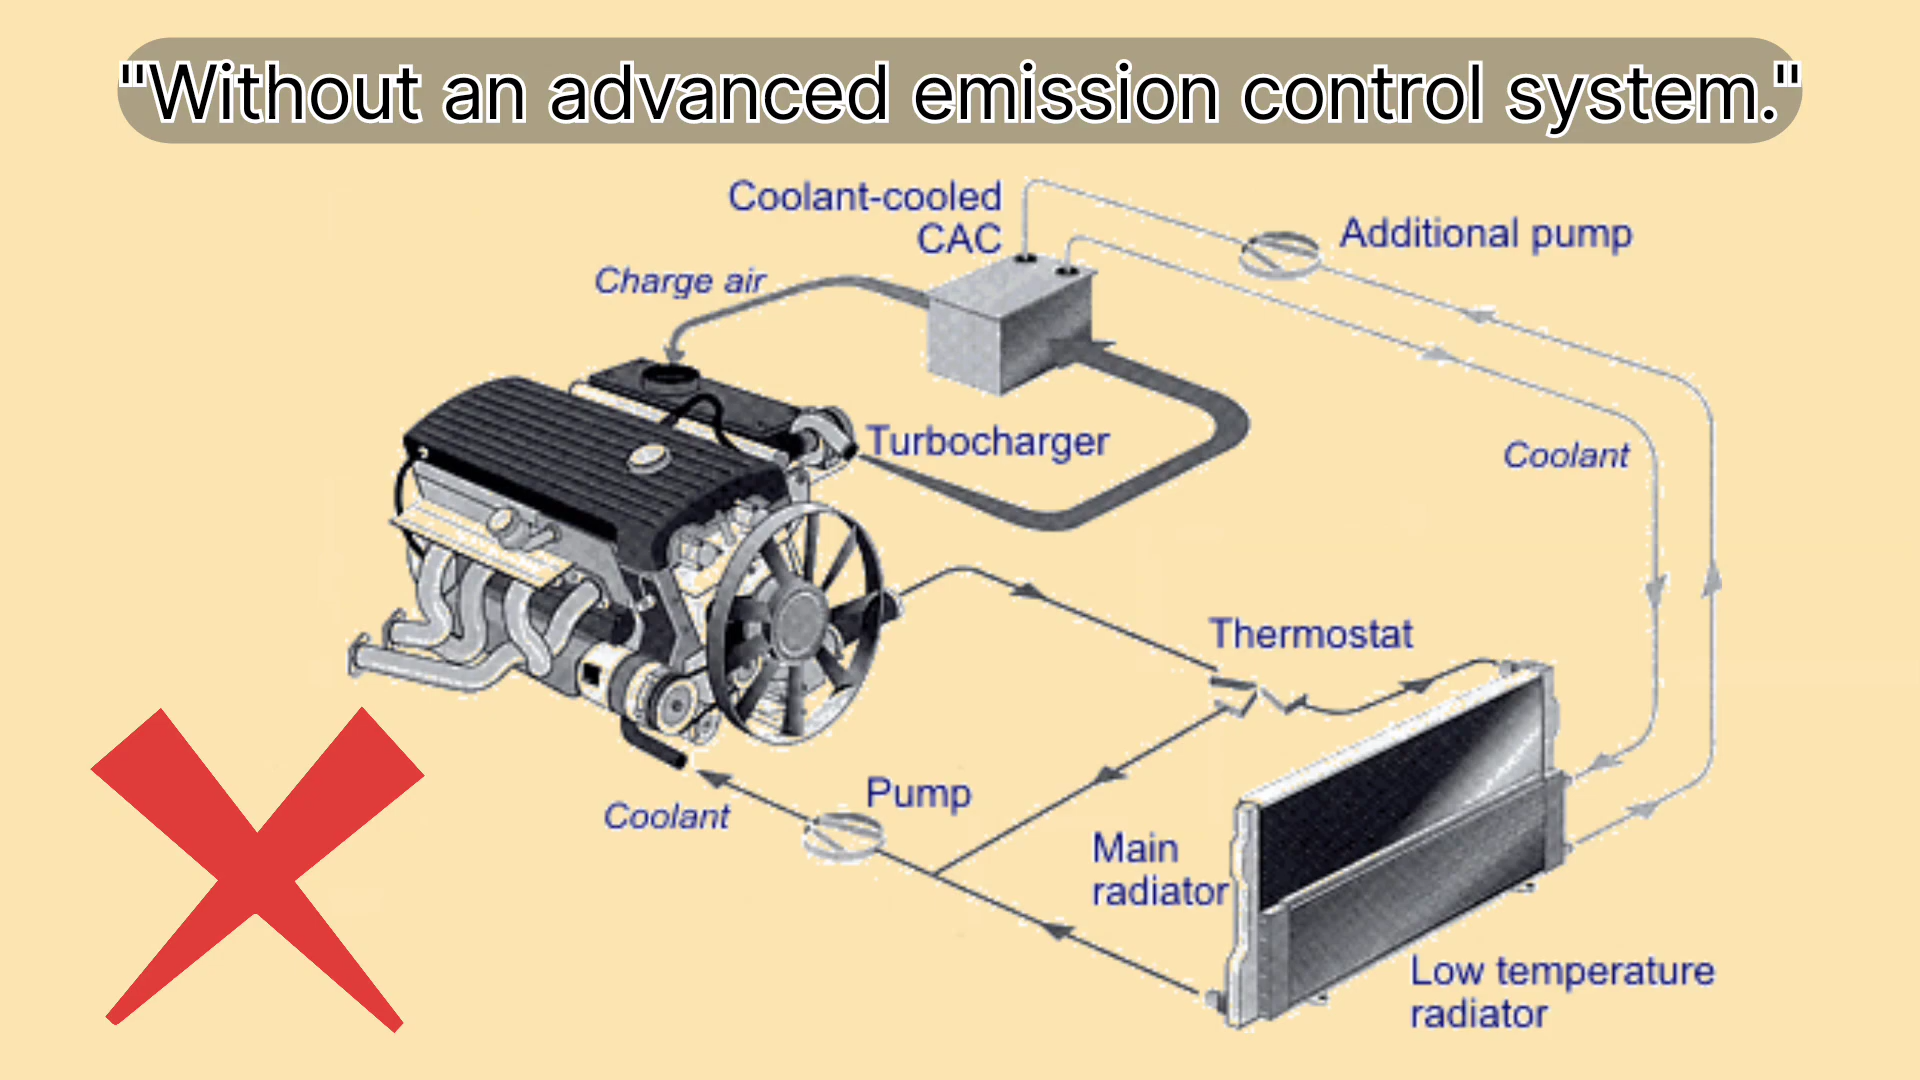 "Without an advanced emission control system."
Coolant-cooled
CAC
Additional pump
Charge air
Turbocharger
Coolant
Thermostat
Pump
Coolant
Main
radiator
Low temperature
radiator